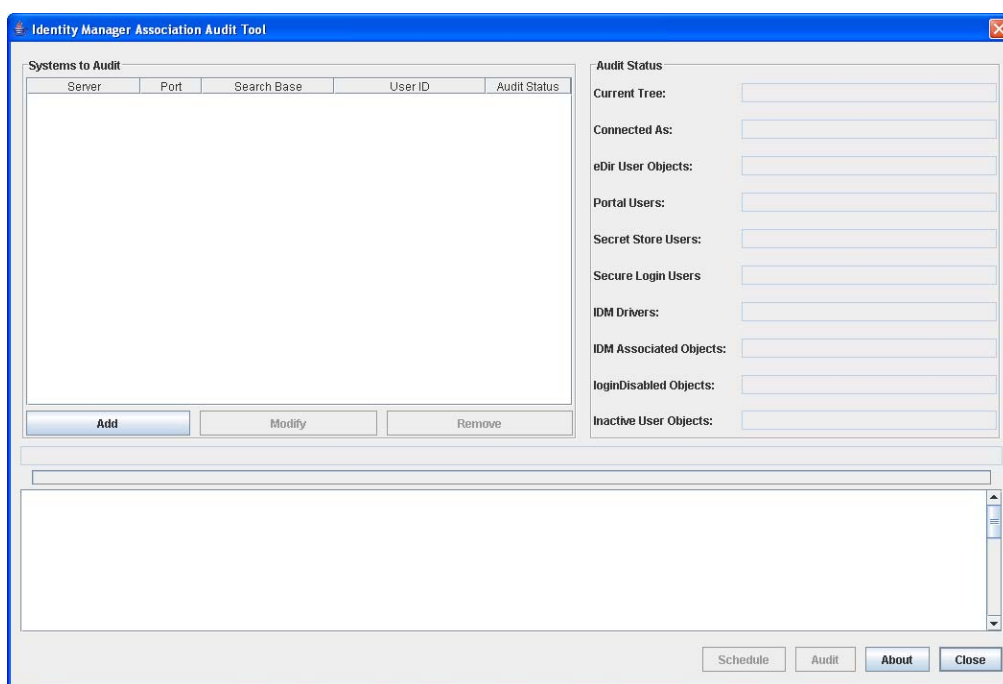 Identity Manager Association Audit Tool
Systems to Audit
Server Port Search Base User ID Audit Status
Add Modify Remove
Audit Status
Current Tree:
Connected As:
eDir User Objects:
Portal Users:
Secret Store Users:
Secure Login Users
IDM Drivers:
IDM Associated Objects:
loginDisabled Objects:
Inactive User Objects:
Schedule Audit About Close